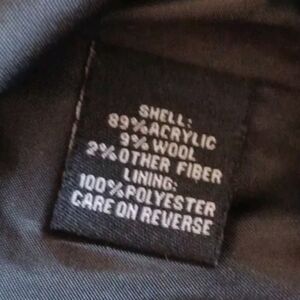 SHELL:
89%ACRYLIC
9%WOOL
2%OTHER FIBER
LINING:
100%POLYESTER
CARE ON REVERSE